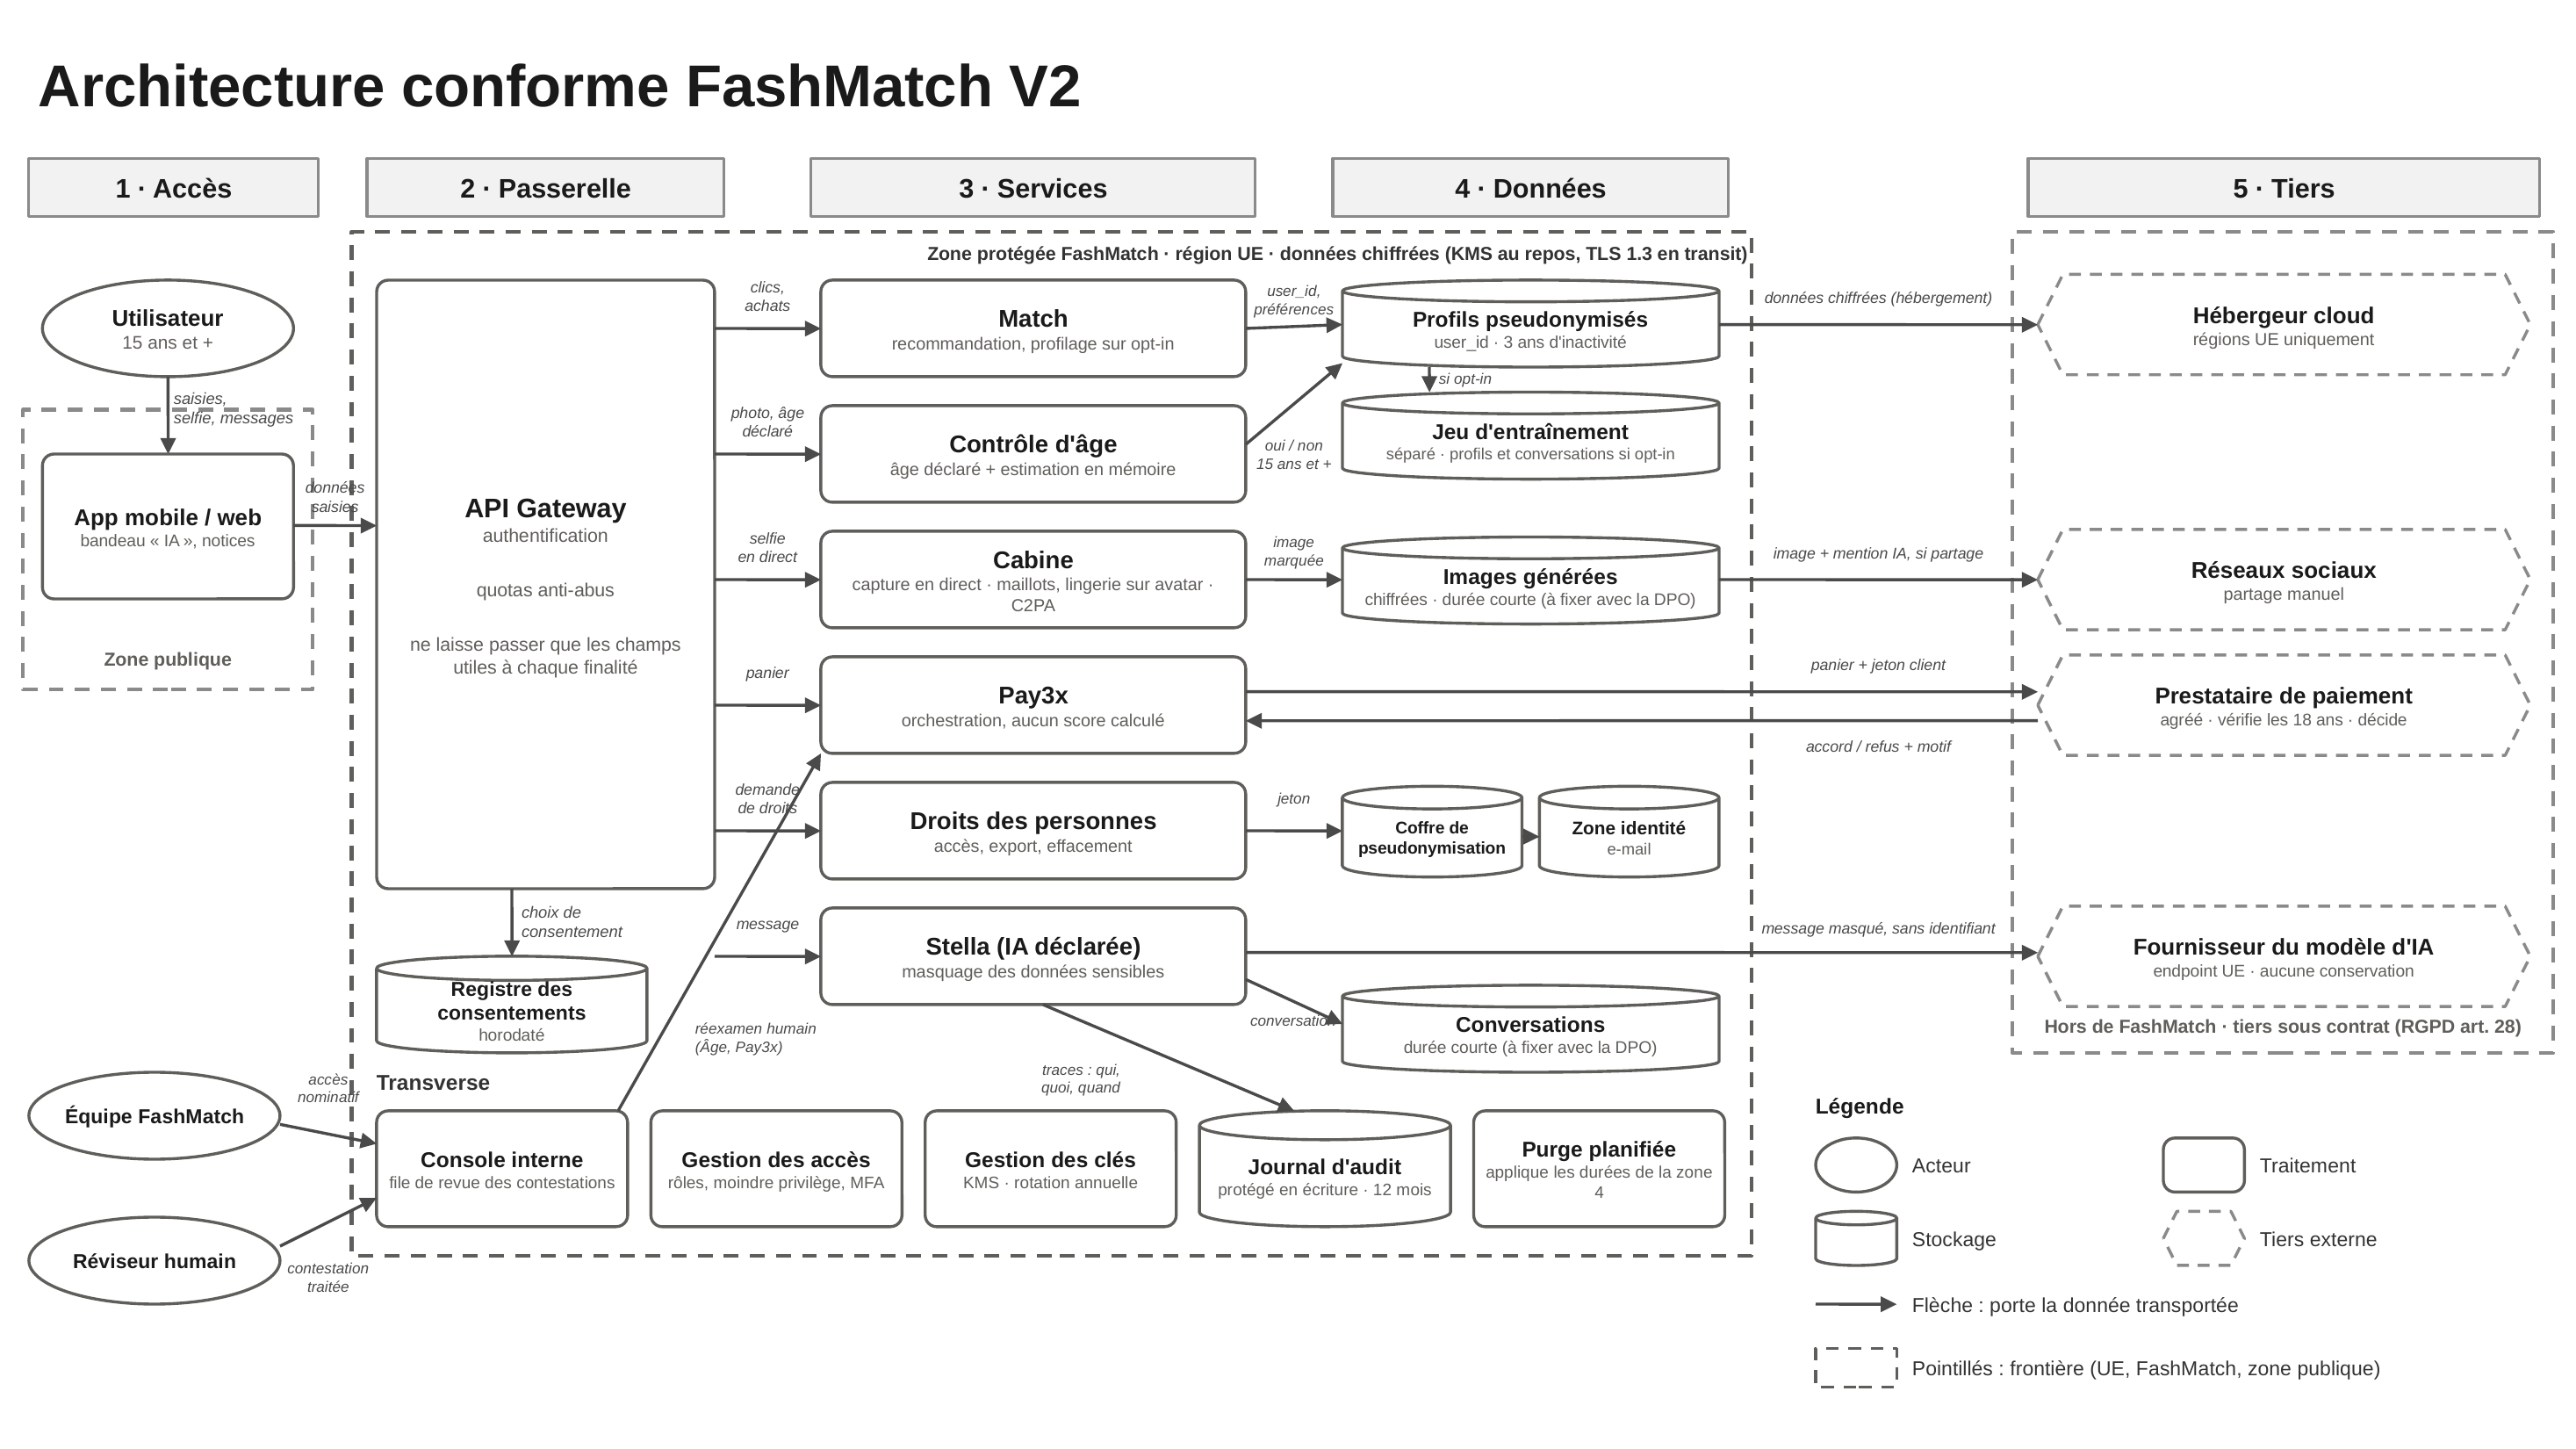 Architecture conforme FashMatch V2
1 · Accès
2 · Passerelle
3 · Services
4 · Données
5 · Tiers
Zone protégée FashMatch · région UE · données chiffrées (KMS au repos, TLS 1.3 en transit)
Utilisateur
15 ans et +
saisies,
selfie, messages
App mobile / web
bandeau « IA », notices
Zone publique
données
saisies
API Gateway
authentification
quotas anti-abus
ne laisse passer que les champs
utiles à chaque finalité
choix de
consentement
Registre des
consentements
horodaté
clics,
achats
Match
recommandation, profilage sur opt-in
user_id,
préférences
Profils pseudonymisés
user_id · 3 ans d'inactivité
données chiffrées (hébergement)
Hébergeur cloud
régions UE uniquement
si opt-in
photo, âge
déclaré
Contrôle d'âge
âge déclaré + estimation en mémoire
oui / non
15 ans et +
Jeu d'entraînement
séparé · profils et conversations si opt-in
selfie
en direct
Cabine
capture en direct · maillots, lingerie sur avatar ·
C2PA
image
marquée
Images générées
chiffrées · durée courte (à fixer avec la DPO)
image + mention IA, si partage
Réseaux sociaux
partage manuel
panier
Pay3x
orchestration, aucun score calculé
panier + jeton client
accord / refus + motif
Prestataire de paiement
agréé · vérifie les 18 ans · décide
demande
de droits
Droits des personnes
accès, export, effacement
jeton
Coffre de
pseudonymisation
Zone identité
e-mail
message
Stella (IA déclarée)
masquage des données sensibles
message masqué, sans identifiant
Fournisseur du modèle d'IA
endpoint UE · aucune conservation
Hors de FashMatch · tiers sous contrat (RGPD art. 28)
conversation
Conversations
durée courte (à fixer avec la DPO)
réexamen humain
(Âge, Pay3x)
traces : qui,
quoi, quand
Équipe FashMatch
accès
nominatif
Réviseur humain
contestation
traitée
Transverse
Console interne
file de revue des contestations
Gestion des accès
rôles, moindre privilège, MFA
Gestion des clés
KMS · rotation annuelle
Journal d'audit
protégé en écriture · 12 mois
Purge planifiée
applique les durées de la zone
4
Légende
Acteur
Traitement
Stockage
Tiers externe
Flèche : porte la donnée transportée
Pointillés : frontière (UE, FashMatch, zone publique)